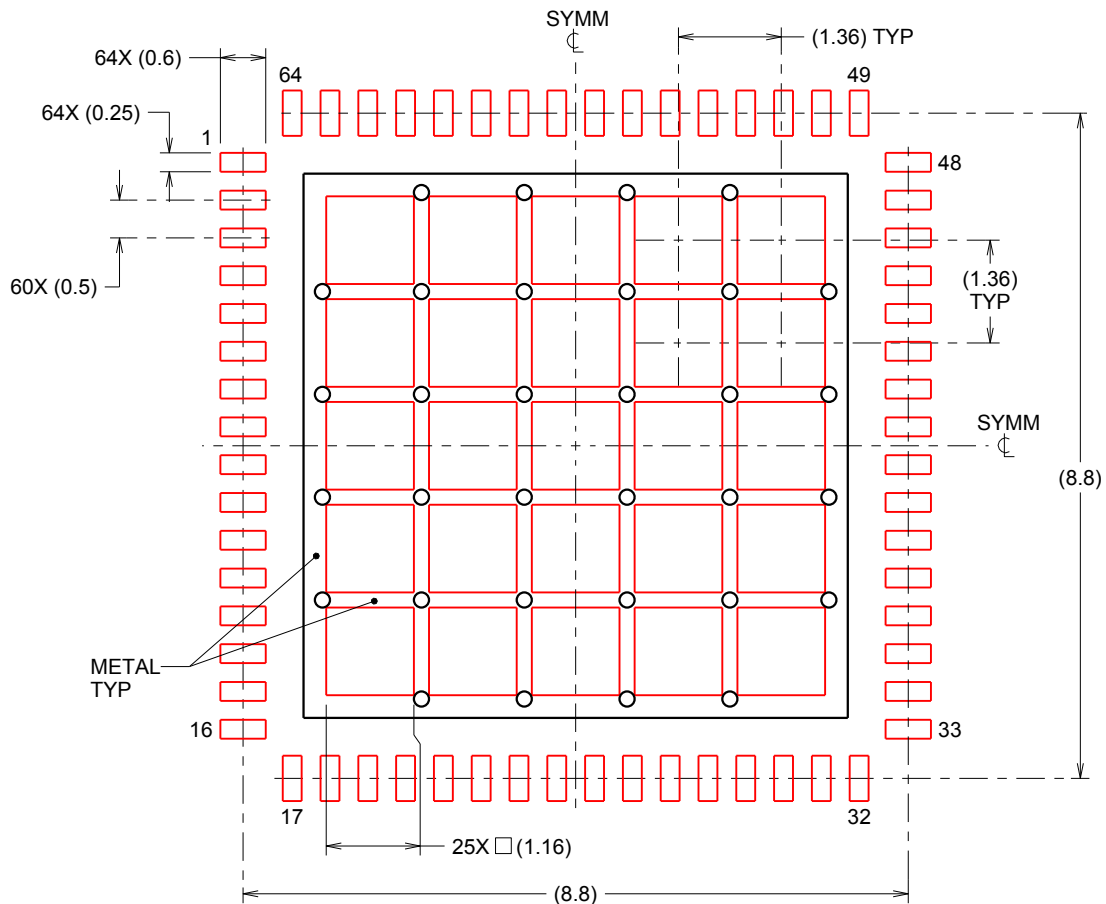 SYMM
℄
(1.36) TYP
64X (0.6)
64
49
64X (0.25)
1
48
60X (0.5)
(1.36)
TYP
SYMM
℄
(8.8)
METAL
TYP
16
33
17
32
25X □ (1.16)
(8.8)